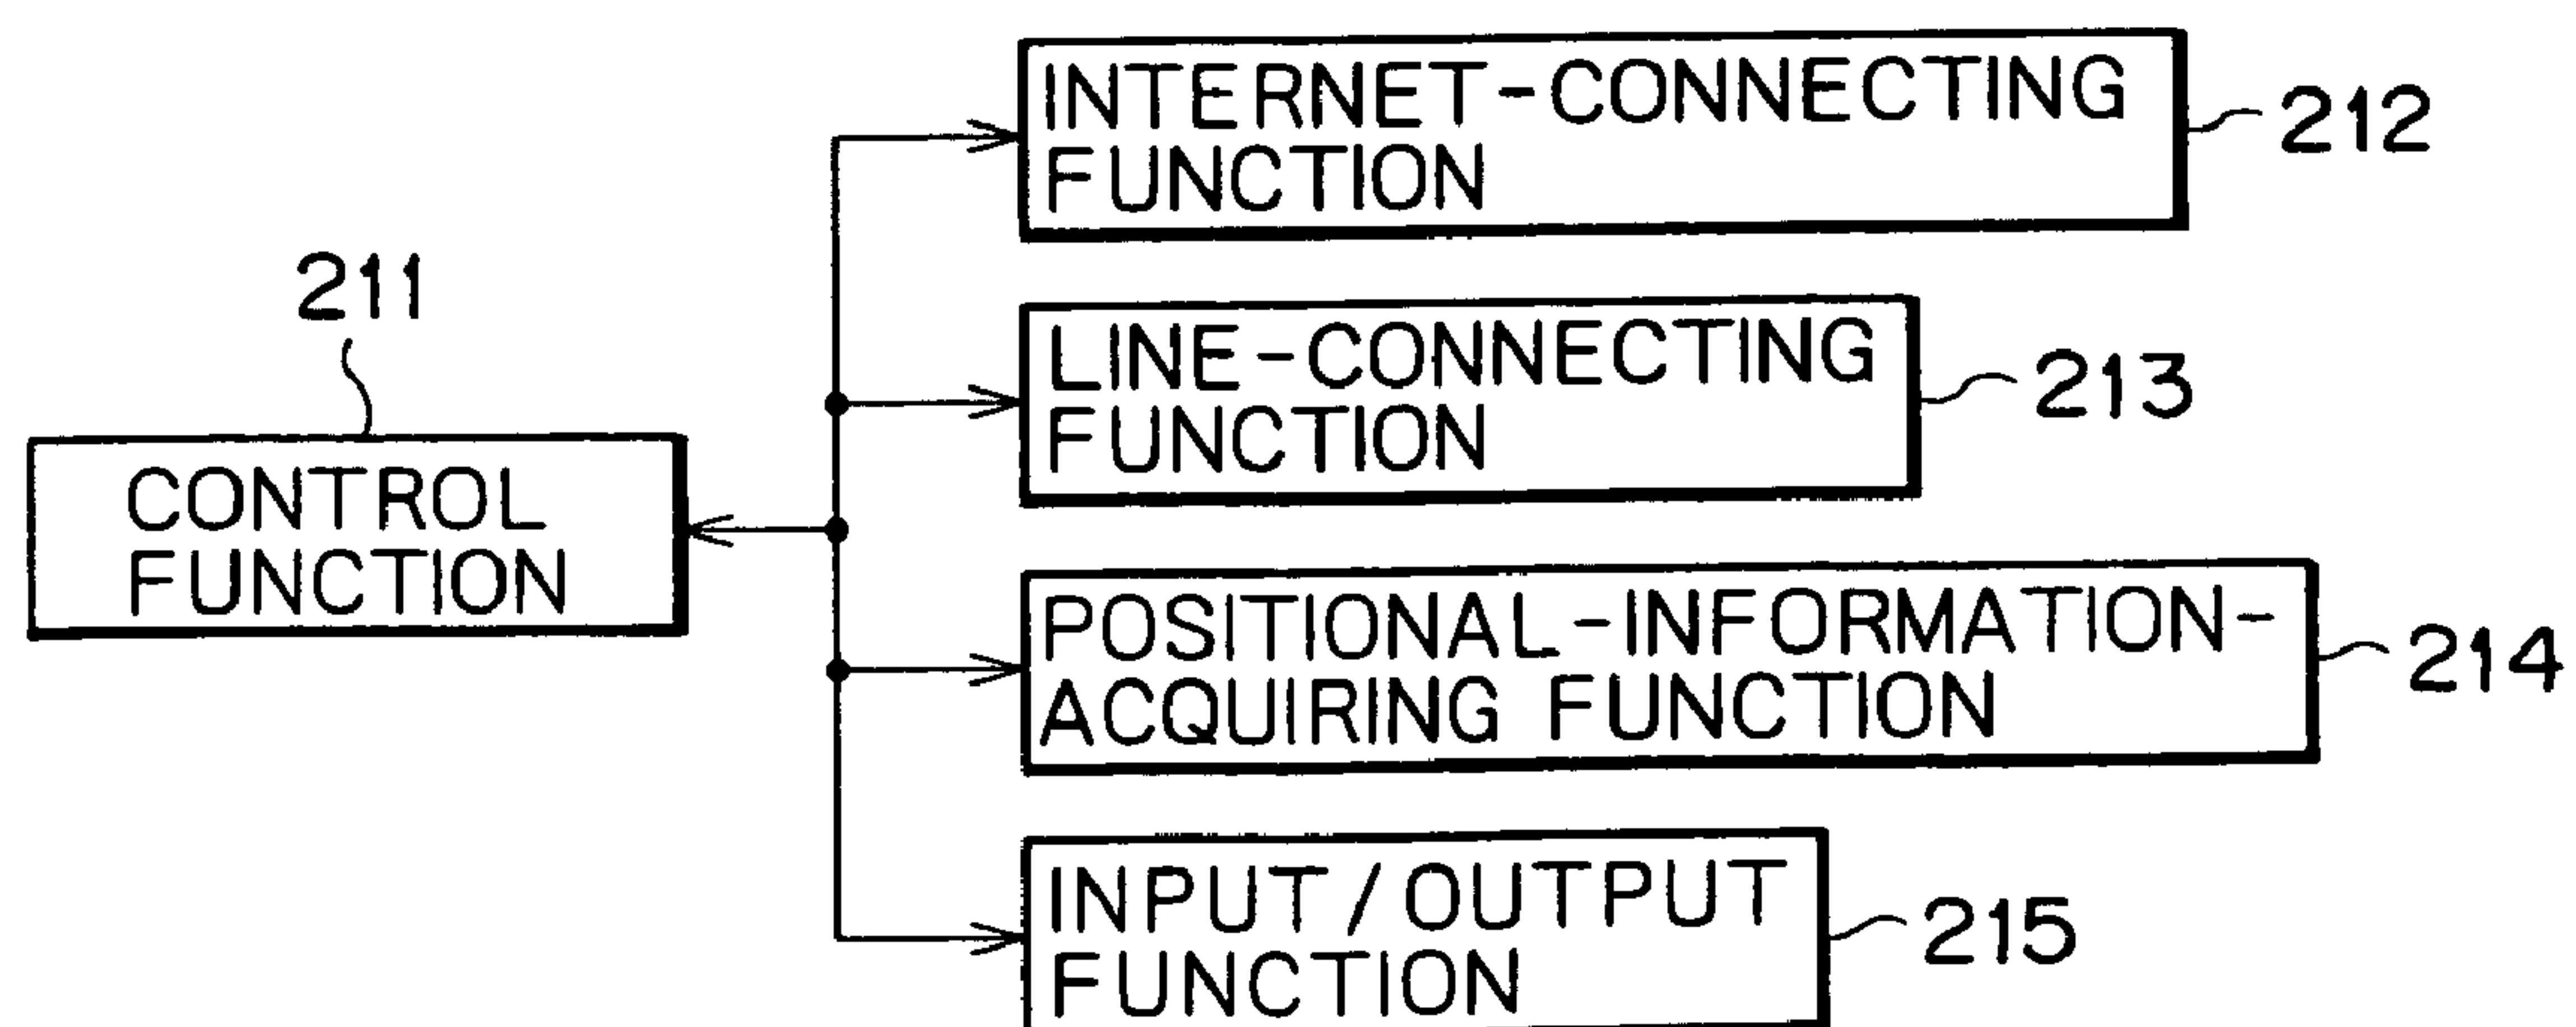 INTERNET-CONNECTING
FUNCTION
212
LINE-CONNECTING
FUNCTION
213
211
CONTROL
FUNCTION
POSITIONAL-INFORMATION-
ACQUIRING FUNCTION
214
INPUT/OUTPUT
FUNCTION
215